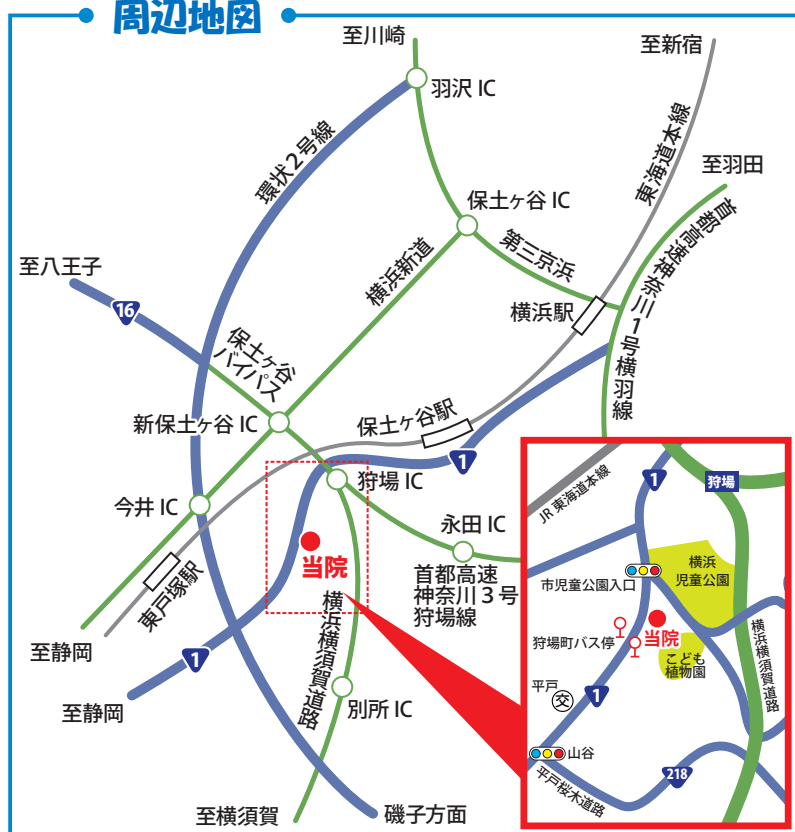 周辺地図
至川崎
至新宿
羽沢 IC
環状2号線
東海道本線
至羽田
保土ヶ谷 IC
第三京浜
首都高速神奈川1号横羽線
至八王子
横浜新道
16
横浜駅
保土ヶ谷
バイパス
新保土ヶ谷 IC
保土ヶ谷駅
1
狩場 IC
今井 IC
永田 IC
当院
首都高速
神奈川3号
狩場線
東戸塚駅
横浜横須賀道路
至静岡
1
至静岡
別所 IC
至横須賀
磯子方面
1
狩場
JR 東海道本線
横浜
児童公園
市児童公園入口
当院
狩場町バス停
こども
植物園
横浜横須賀道路
平戸
交
1
山谷
218
平戸桜木道路